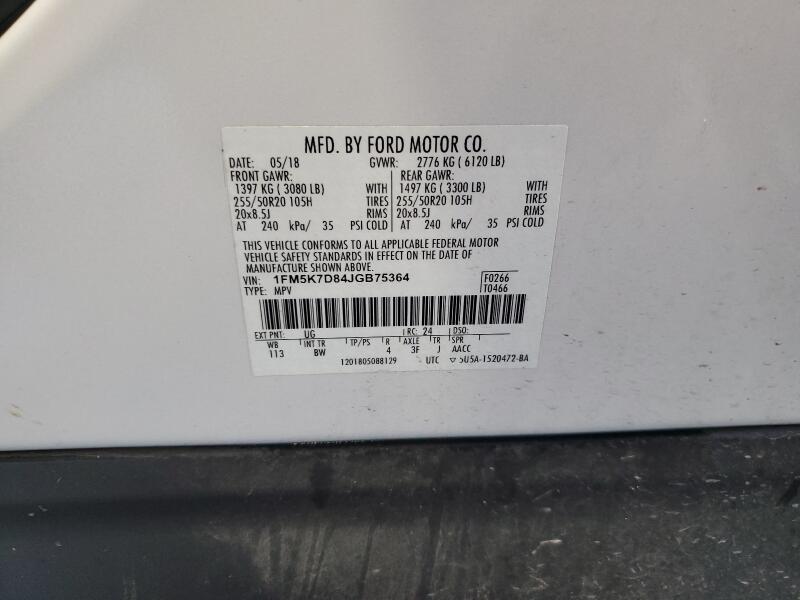 MFD. BY FORD MOTOR CO.
DATE: 05/18 GVWR: 2776 KG ( 6120 LB)
FRONT GAWR: REAR GAWR:
1397 KG ( 3080 LB) WITH 1497 KG ( 3300 LB) WITH
255/50R20 105H TIRES 255/50R20 105H TIRES
20x8.5J RIMS 20x8.5J RIMS
AT 240 kPa/ 35 PSI COLD AT 240 kPa/ 35 PSI COLD
THIS VEHICLE CONFORMS TO ALL APPLICABLE FEDERAL MOTOR
VEHICLE SAFETY STANDARDS IN EFFECT ON THE DATE OF
MANUFACTURE SHOWN ABOVE.
VIN: 1FM5K7D84JGB75364 F0266
TYPE: MPV T0466
EXT PNT: UG RC: 24 DSO:
WB INT TR TP/PS R AXLE TR SPR
113 BW 4 3F J AACC
1201805088129 UTC ▽ 5U5A-1520472-BA